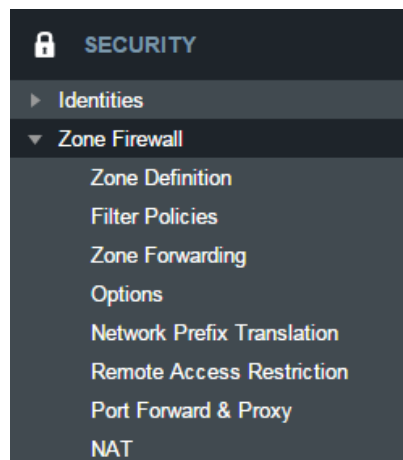 SECURITY
Identities
Zone Firewall
Zone Definition
Filter Policies
Zone Forwarding
Options
Network Prefix Translation
Remote Access Restriction
Port Forward & Proxy
NAT